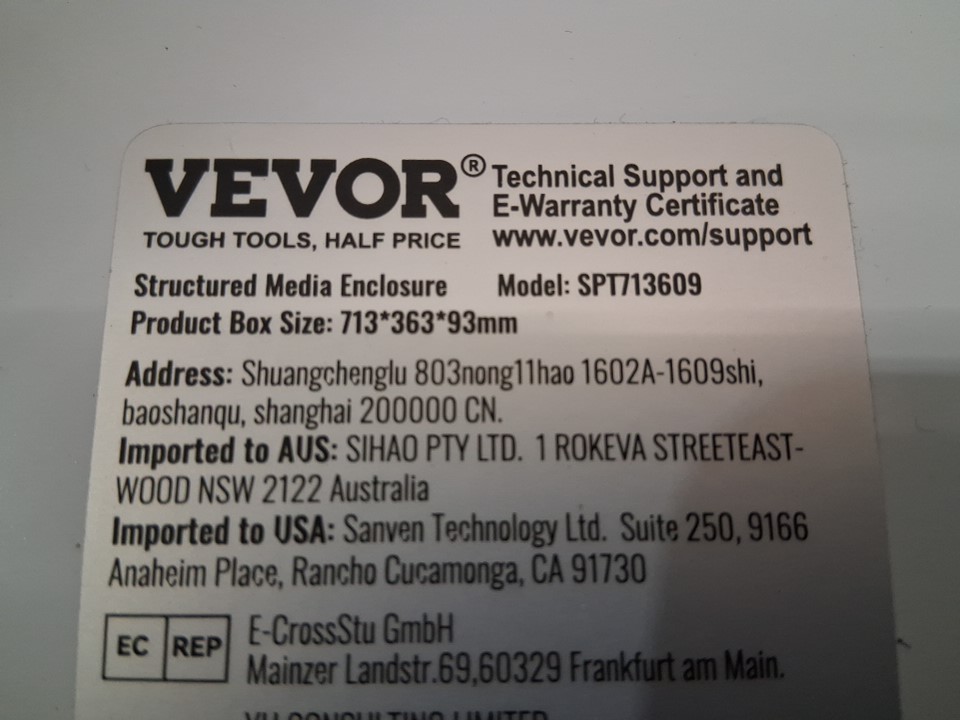 VEVOR® Technical Support and
E-Warranty Certificate
TOUGH TOOLS, HALF PRICE www.vevor.com/support
Structured Media Enclosure Model: SPT713609
Product Box Size: 713*363*93mm
Address: Shuangchenglu 803nong11hao 1602A-1609shi,
baoshanqu, shanghai 200000 CN.
Imported to AUS: SIHAO PTY LTD. 1 ROKEVA STREETEAST-
WOOD NSW 2122 Australia
Imported to USA: Sanven Technology Ltd. Suite 250, 9166
Anaheim Place, Rancho Cucamonga, CA 91730
EC REP E-CrossStu GmbH
Mainzer Landstr.69,60329 Frankfurt am Main.
YH CONSULTING LIMITED